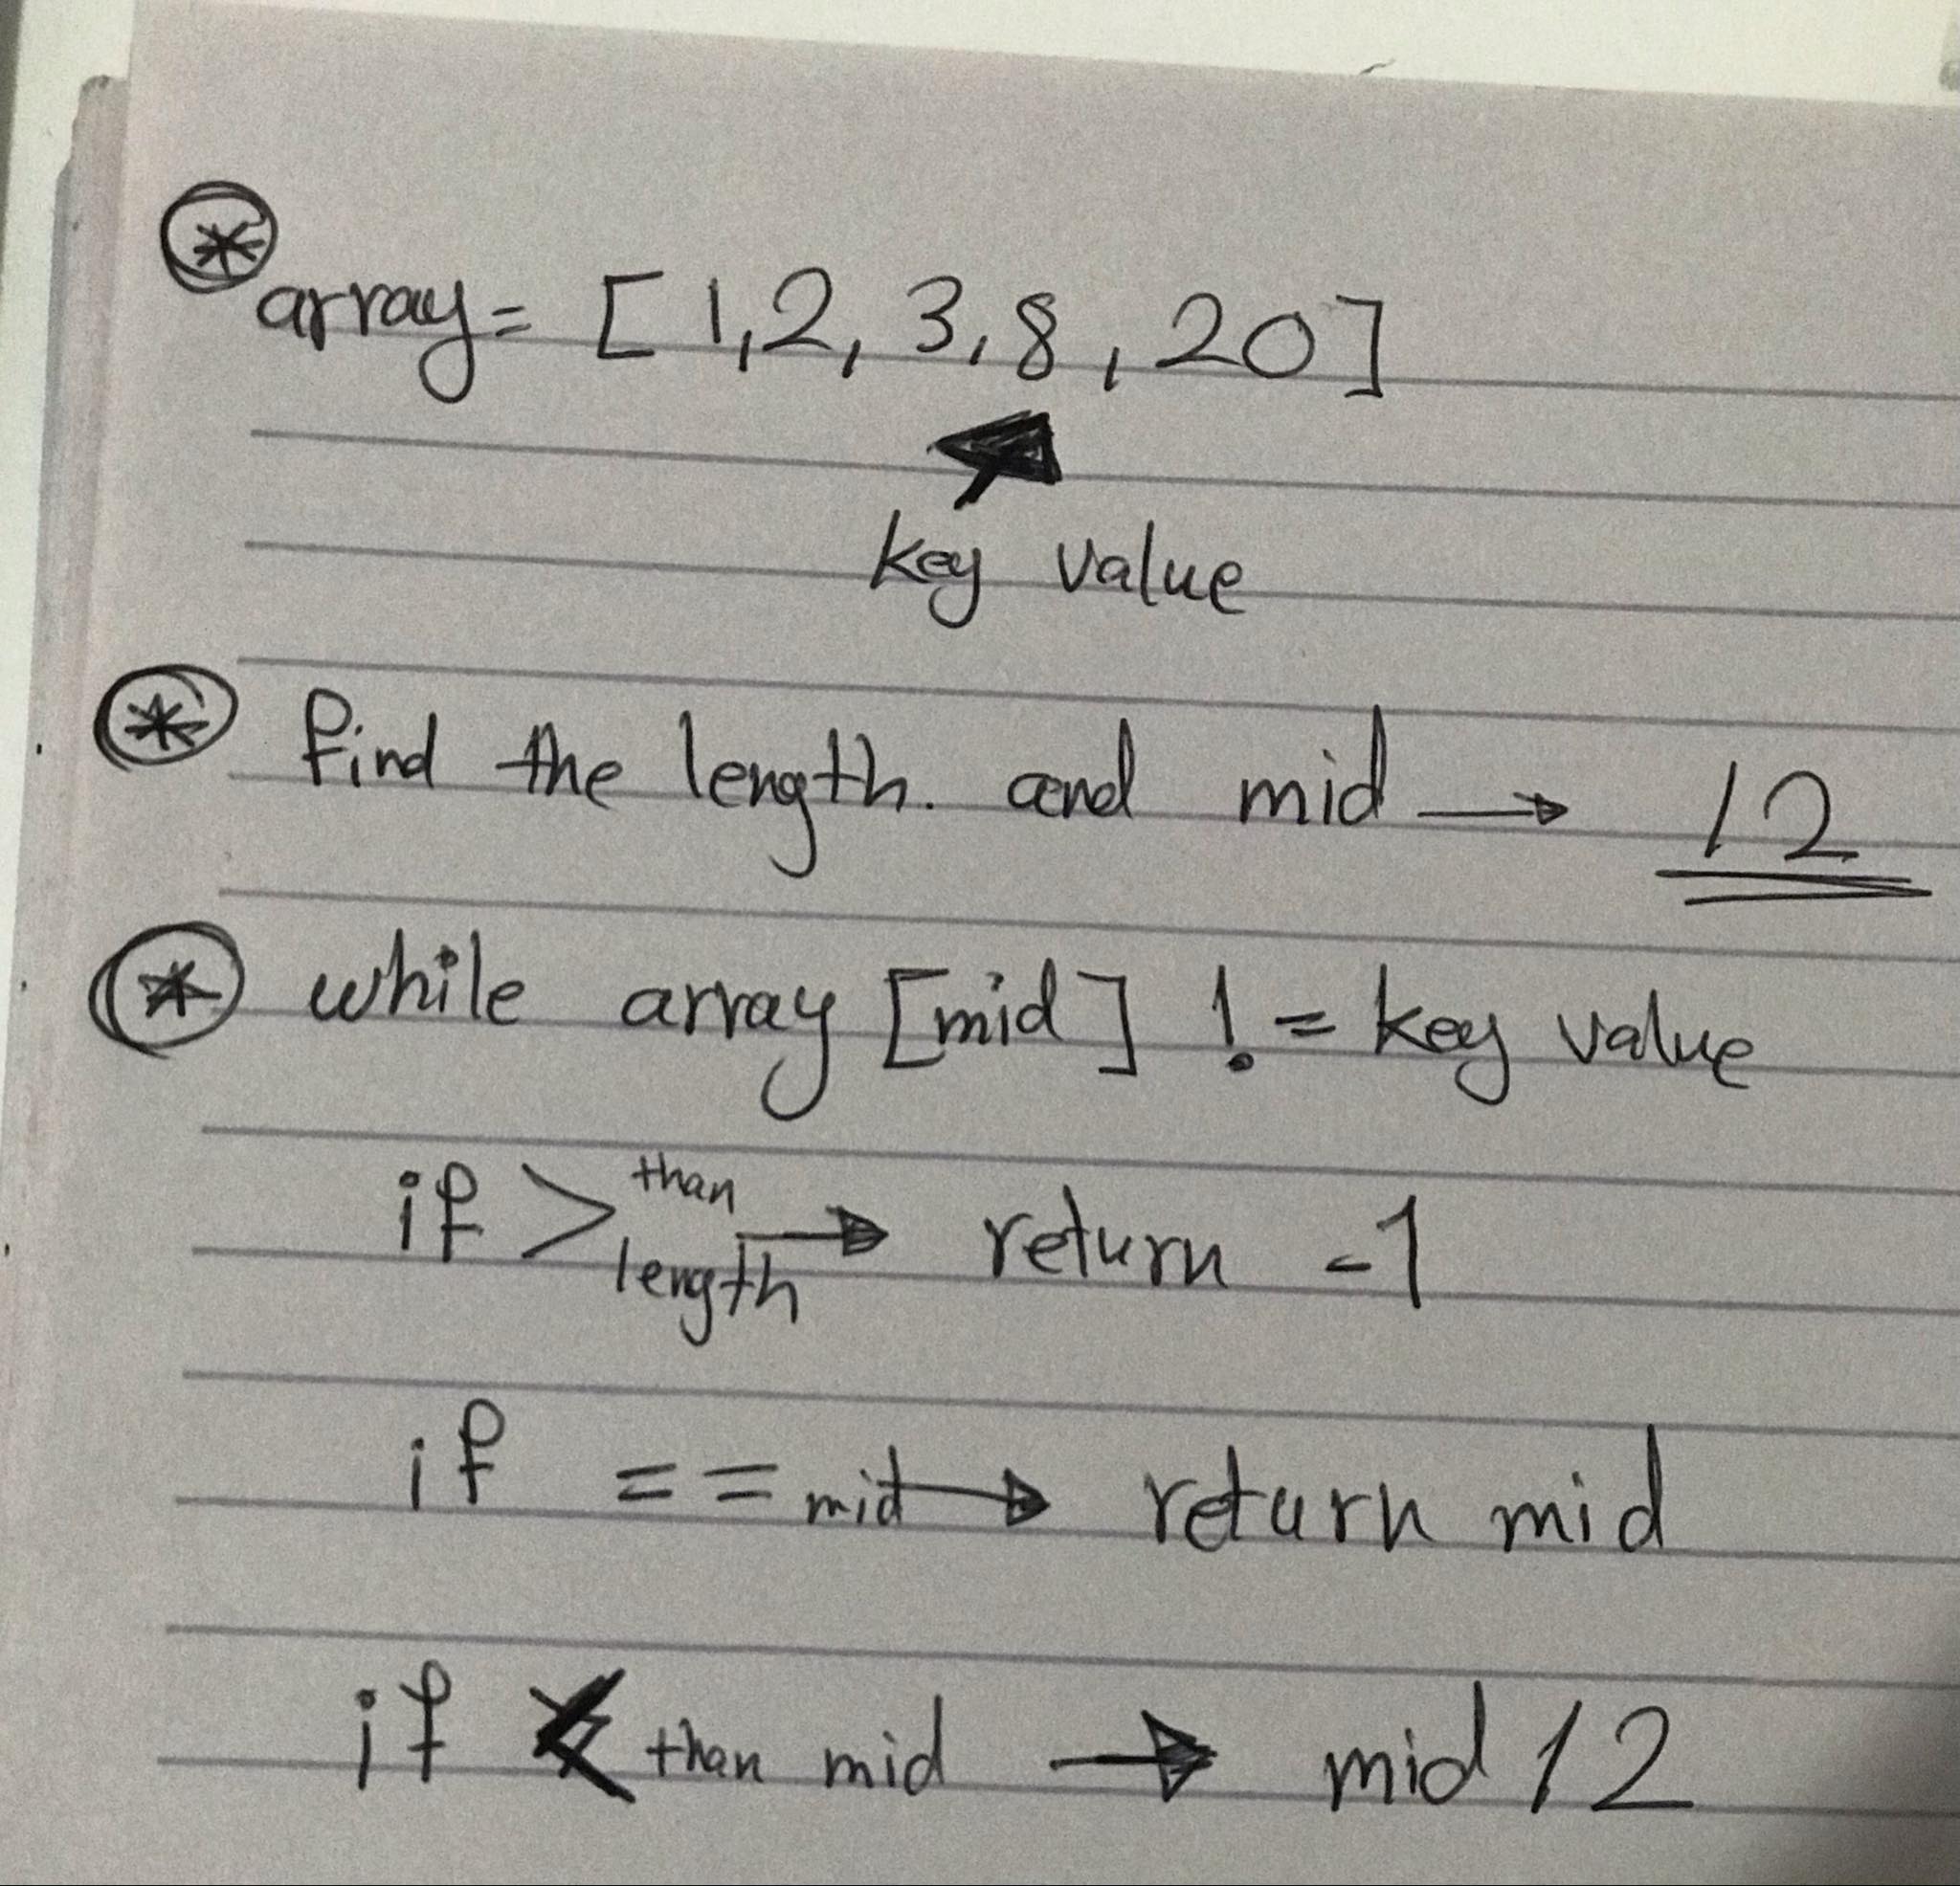 * array = [ 1, 2, 3, 8, 20 ]
key value
* find the length. and mid → /2
* while array [mid] != key value
if > than length → return -1
if == mid → return mid
if < than mid → mid /2